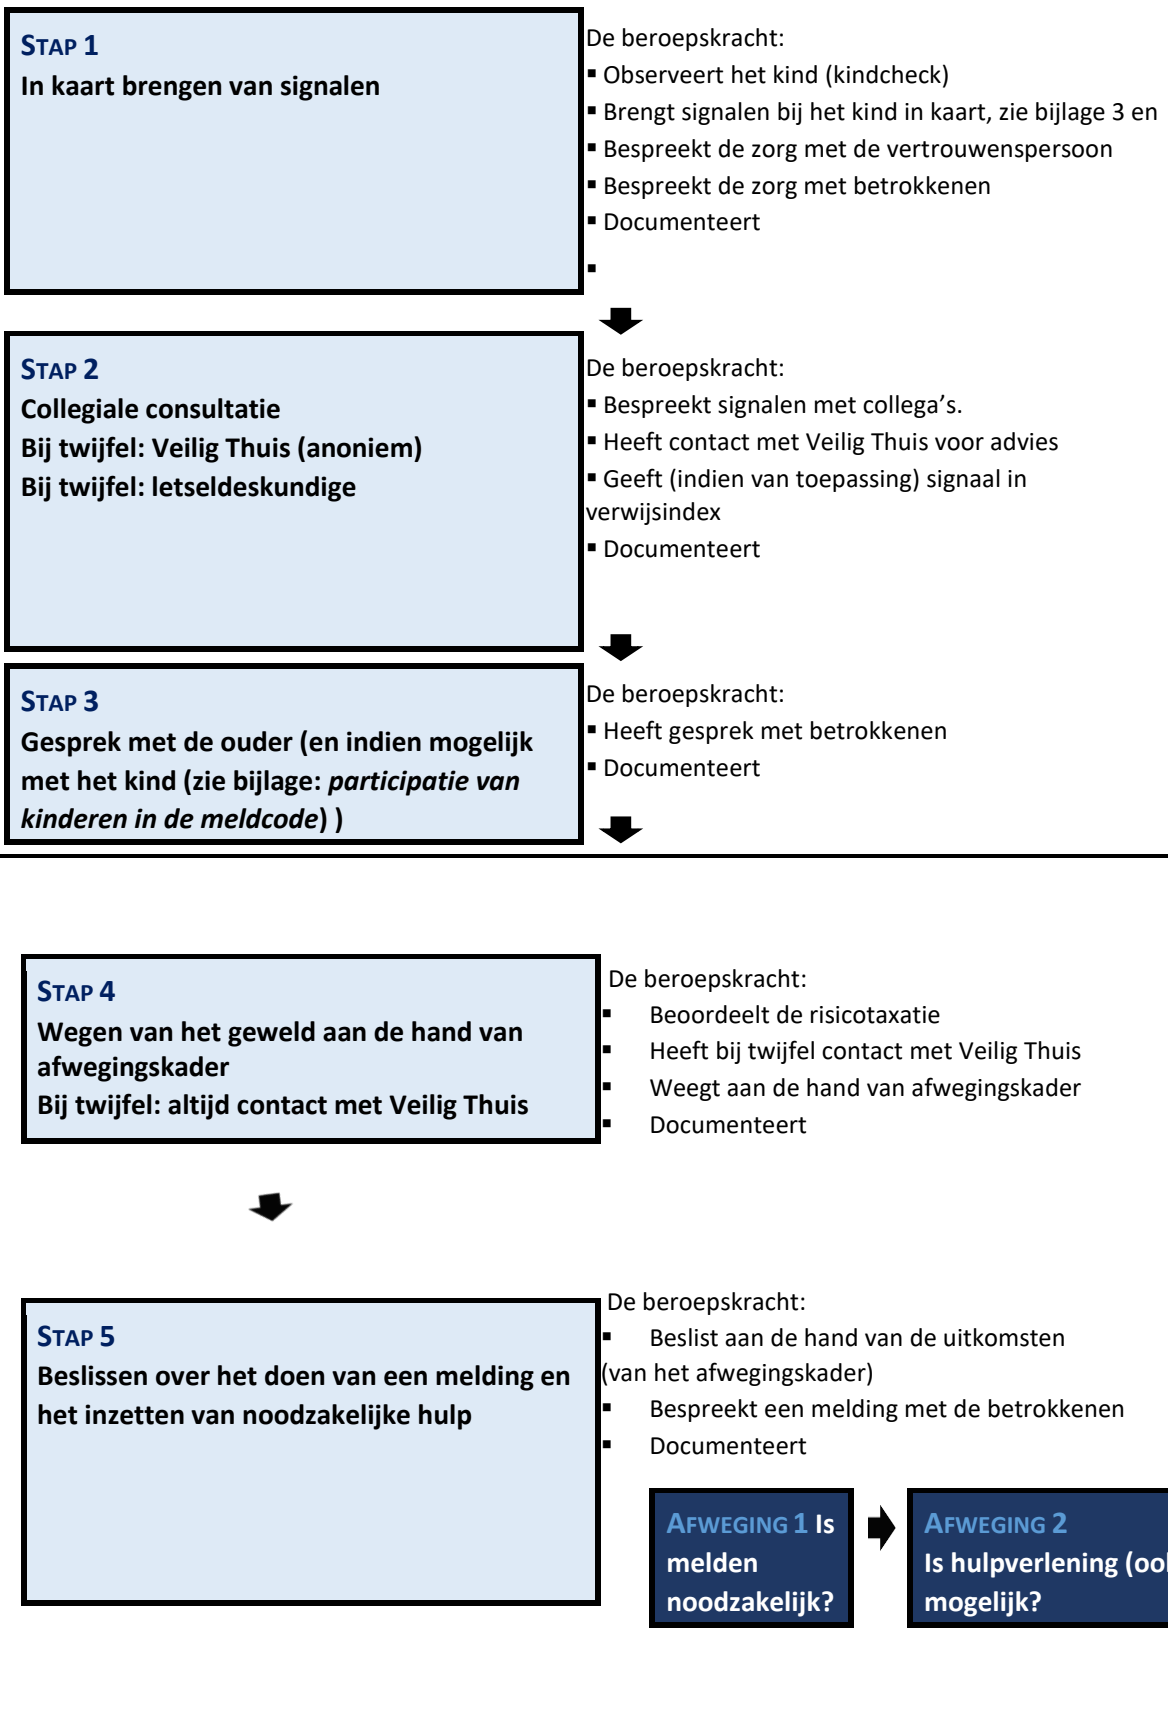 STAP 1
In kaart brengen van signalen
De beroepskracht:
▪ Observeert het kind (kindcheck)
▪ Brengt signalen bij het kind in kaart, zie bijlage 3 en
▪ Bespreekt de zorg met de vertrouwenspersoon
▪ Bespreekt de zorg met betrokkenen
▪ Documenteert
▪
STAP 2
Collegiale consultatie
Bij twijfel: Veilig Thuis (anoniem)
Bij twijfel: letseldeskundige
De beroepskracht:
▪ Bespreekt signalen met collega’s.
▪ Heeft contact met Veilig Thuis voor advies
▪ Geeft (indien van toepassing) signaal in
verwijsindex
▪ Documenteert
STAP 3
Gesprek met de ouder (en indien mogelijk
met het kind (zie bijlage: participatie van
kinderen in de meldcode) )
De beroepskracht:
▪ Heeft gesprek met betrokkenen
▪ Documenteert
STAP 4
Wegen van het geweld aan de hand van
afwegingskader
Bij twijfel: altijd contact met Veilig Thuis
De beroepskracht:
▪ Beoordeelt de risicotaxatie
▪ Heeft bij twijfel contact met Veilig Thuis
▪ Weegt aan de hand van afwegingskader
▪ Documenteert
STAP 5
Beslissen over het doen van een melding en
het inzetten van noodzakelijke hulp
De beroepskracht:
▪ Beslist aan de hand van de uitkomsten
(van het afwegingskader)
▪ Bespreekt een melding met de betrokkenen
▪ Documenteert
AFWEGING 1 Is
melden
noodzakelijk?
AFWEGING 2
Is hulpverlening
mogelijk?